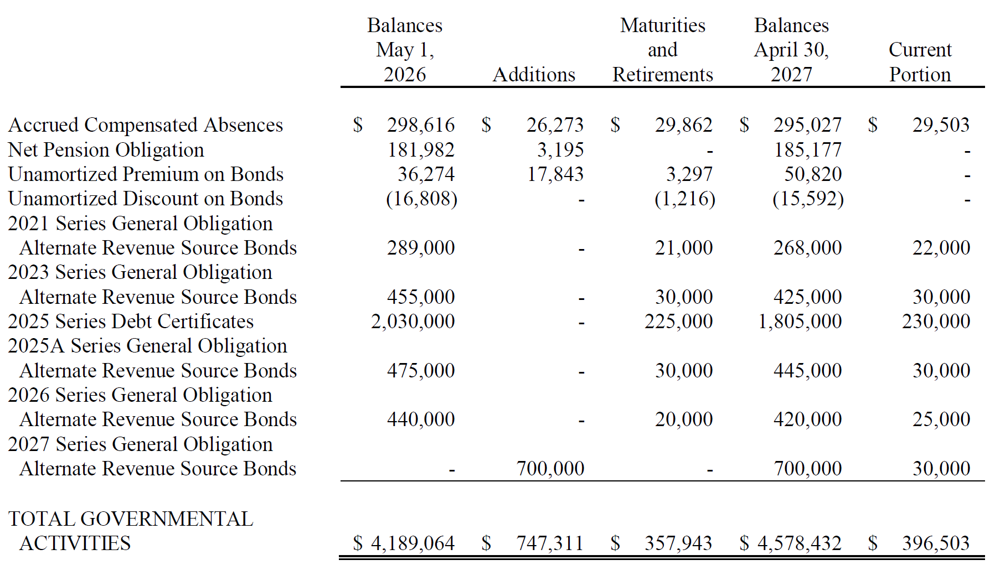 Balances Maturities Balances
May 1, and April 30, Current
2026 Additions Retirements 2027 Portion
Accrued Compensated Absences $ 298,616 $ 26,273 $ 29,862 $ 295,027 $ 29,503
Net Pension Obligation 181,982 3,195 - 185,177 -
Unamortized Premium on Bonds 36,274 17,843 3,297 50,820 -
Unamortized Discount on Bonds (16,808) - (1,216) (15,592) -
2021 Series General Obligation
Alternate Revenue Source Bonds 289,000 - 21,000 268,000 22,000
2023 Series General Obligation
Alternate Revenue Source Bonds 455,000 - 30,000 425,000 30,000
2025 Series Debt Certificates 2,030,000 - 225,000 1,805,000 230,000
2025A Series General Obligation
Alternate Revenue Source Bonds 475,000 - 30,000 445,000 30,000
2026 Series General Obligation
Alternate Revenue Source Bonds 440,000 - 20,000 420,000 25,000
2027 Series General Obligation
Alternate Revenue Source Bonds - 700,000 - 700,000 30,000
TOTAL GOVERNMENTAL
ACTIVITIES $ 4,189,064 $ 747,311 $ 357,943 $ 4,578,432 $ 396,503